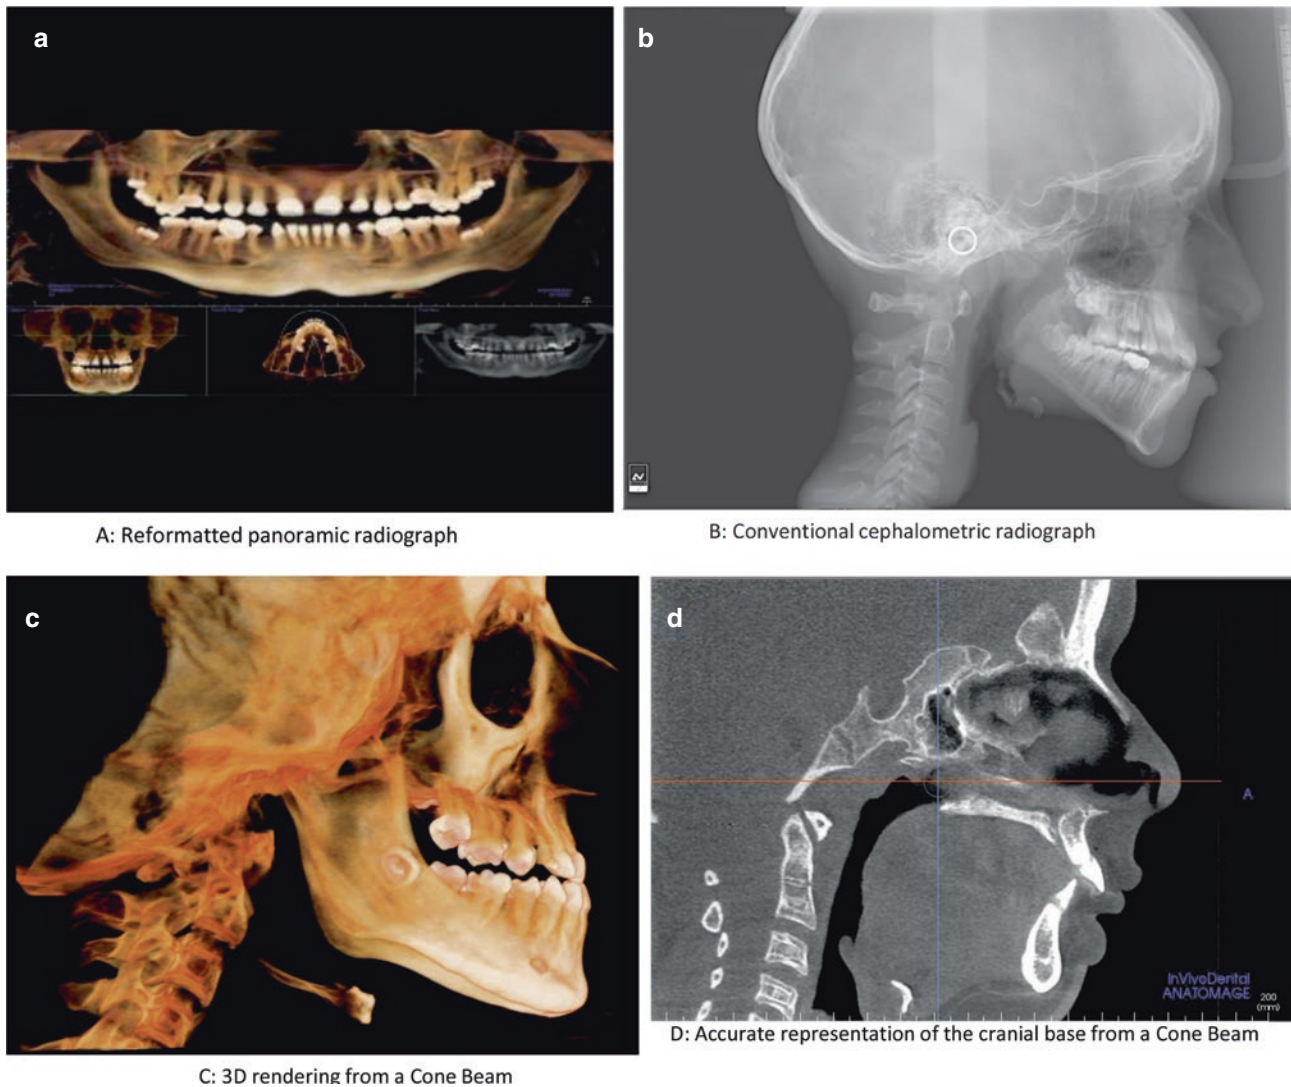 a
b
A: Reformatted panoramic radiograph
B: Conventional cephalometric radiograph
c
d
A
InVivoDental
ANATOMAGE
200
(mm)
D: Accurate representation of the cranial base from a Cone Beam
C: 3D rendering from a Cone Beam